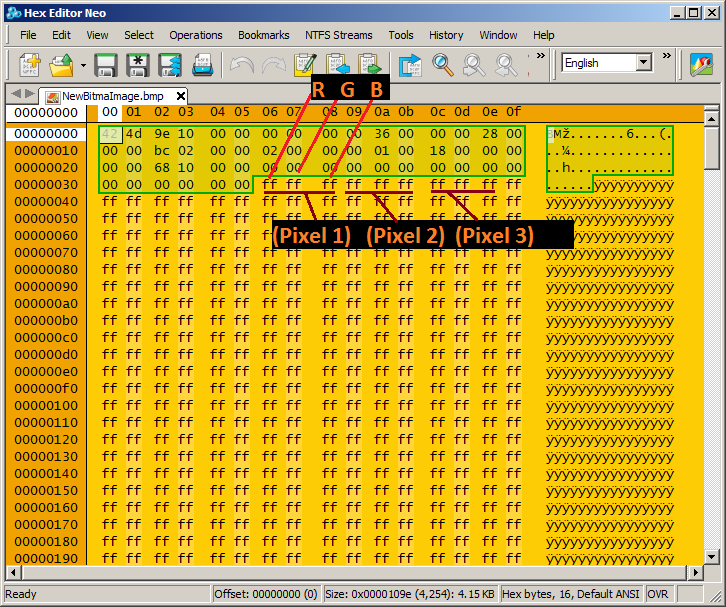 Hex Editor Neo
File Edit View Select Operations Bookmarks NTFS Streams Tools History Window Help
» English »
NewBitmaImage.bmp
R G B
00000000 00 01 02 03 04 05 06 07 08 09 0a 0b 0c 0d 0e 0f
00000000 42 4d 9e 10 00 00 00 00 00 00 36 00 00 00 28 00 BMž.......6...(.
00000010 00 00 bc 02 00 00 02 00 00 00 01 00 18 00 00 00 ..¼.............
00000020 00 00 68 10 00 00 00 00 00 00 00 00 00 00 00 00 ..h.............
00000030 00 00 00 00 00 00 ff ff ff ff ff ff ff ff ff ff ......ÿÿÿÿÿÿÿÿÿÿ
00000040 ff ff ff ff ff ff ff ff ff ff ff ff ff ff ff ff ÿÿÿÿÿÿÿÿÿÿÿÿÿÿÿÿ
00000050 ff ff ff ff ff ff ff ff ff ff ff ff ff ff ff ff ÿÿÿÿÿÿÿÿÿÿÿÿÿÿÿÿ
(Pixel 1) (Pixel 2) (Pixel 3)
00000060 ff ff ff ff ff ff ff ff ff ff ff ff ff ff ff ff ÿÿÿÿÿÿÿÿÿÿÿÿÿÿÿÿ
00000070 ff ff ff ff ff ff ff ff ff ff ff ff ff ff ff ff ÿÿÿÿÿÿÿÿÿÿÿÿÿÿÿÿ
00000080 ff ff ff ff ff ff ff ff ff ff ff ff ff ff ff ff ÿÿÿÿÿÿÿÿÿÿÿÿÿÿÿÿ
00000090 ff ff ff ff ff ff ff ff ff ff ff ff ff ff ff ff ÿÿÿÿÿÿÿÿÿÿÿÿÿÿÿÿ
000000a0 ff ff ff ff ff ff ff ff ff ff ff ff ff ff ff ff ÿÿÿÿÿÿÿÿÿÿÿÿÿÿÿÿ
000000b0 ff ff ff ff ff ff ff ff ff ff ff ff ff ff ff ff ÿÿÿÿÿÿÿÿÿÿÿÿÿÿÿÿ
000000c0 ff ff ff ff ff ff ff ff ff ff ff ff ff ff ff ff ÿÿÿÿÿÿÿÿÿÿÿÿÿÿÿÿ
000000d0 ff ff ff ff ff ff ff ff ff ff ff ff ff ff ff ff ÿÿÿÿÿÿÿÿÿÿÿÿÿÿÿÿ
000000e0 ff ff ff ff ff ff ff ff ff ff ff ff ff ff ff ff ÿÿÿÿÿÿÿÿÿÿÿÿÿÿÿÿ
000000f0 ff ff ff ff ff ff ff ff ff ff ff ff ff ff ff ff ÿÿÿÿÿÿÿÿÿÿÿÿÿÿÿÿ
00000100 ff ff ff ff ff ff ff ff ff ff ff ff ff ff ff ff ÿÿÿÿÿÿÿÿÿÿÿÿÿÿÿÿ
00000110 ff ff ff ff ff ff ff ff ff ff ff ff ff ff ff ff ÿÿÿÿÿÿÿÿÿÿÿÿÿÿÿÿ
00000120 ff ff ff ff ff ff ff ff ff ff ff ff ff ff ff ff ÿÿÿÿÿÿÿÿÿÿÿÿÿÿÿÿ
00000130 ff ff ff ff ff ff ff ff ff ff ff ff ff ff ff ff ÿÿÿÿÿÿÿÿÿÿÿÿÿÿÿÿ
00000140 ff ff ff ff ff ff ff ff ff ff ff ff ff ff ff ff ÿÿÿÿÿÿÿÿÿÿÿÿÿÿÿÿ
00000150 ff ff ff ff ff ff ff ff ff ff ff ff ff ff ff ff ÿÿÿÿÿÿÿÿÿÿÿÿÿÿÿÿ
00000160 ff ff ff ff ff ff ff ff ff ff ff ff ff ff ff ff ÿÿÿÿÿÿÿÿÿÿÿÿÿÿÿÿ
00000170 ff ff ff ff ff ff ff ff ff ff ff ff ff ff ff ff ÿÿÿÿÿÿÿÿÿÿÿÿÿÿÿÿ
00000180 ff ff ff ff ff ff ff ff ff ff ff ff ff ff ff ff ÿÿÿÿÿÿÿÿÿÿÿÿÿÿÿÿ
00000190 ff ff ff ff ff ff ff ff ff ff ff ff ff ff ff ff ÿÿÿÿÿÿÿÿÿÿÿÿÿÿÿÿ
Ready Offset: 00000000 (0) Size: 0x0000109e (4,254): 4.15 KB Hex bytes, 16, Default ANSI OVR